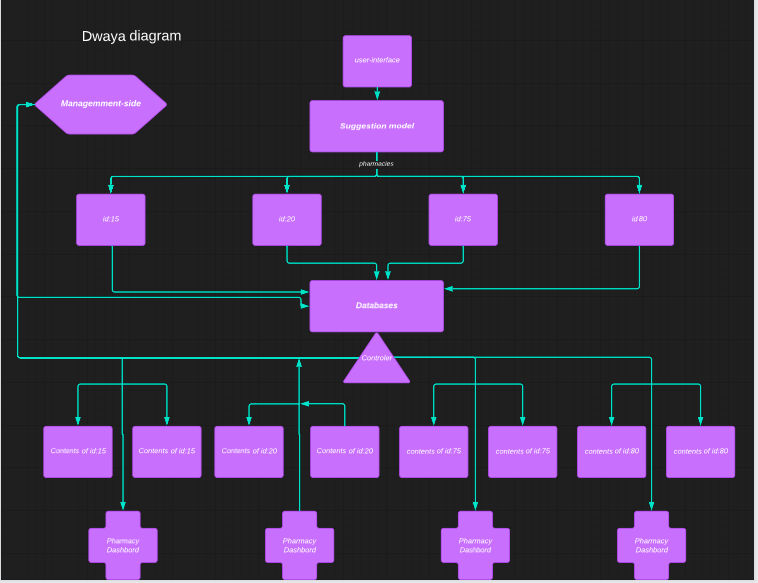 Dwaya diagram
user-interface
Managemment-side
Suggestion model
pharmacies
id:15
id:20
id:75
id80
Databases
Controler
Contents of id:15
Contents of id:15
Contents of id:20
Contents of id:20
contents of id:75
contents of id:75
contents of id:80
contents of id:80
Pharmacy
Dashbord
Pharmacy
Dashbord
Pharmacy
Dashbord
Pharmacy
Dashbord